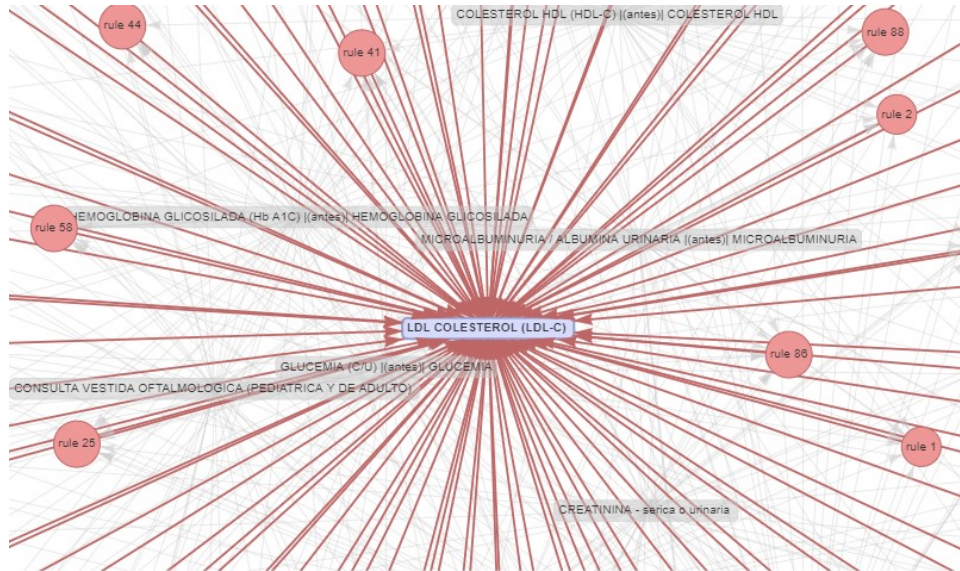 COLESTEROL HDL (HDL-C) |(antes)| COLESTEROL HDL
rule 44
rule 88
rule 41
rule 2
HEMOGLOBINA GLICOSILADA (Hb A1C) |(antes)| HEMOGLOBINA GLICOSILADA
rule 58
MICROALBUMINURIA / ALBUMINA URINARIA |(antes)| MICROALBUMINURIA
LDL COLESTEROL (LDL-C)
rule 86
GLUCEMIA (C/U) |(antes)| GLUCEMIA
CONSULTA VESTIDA OFTALMOLOGICA (PEDIATRICA Y DE ADULTO)
rule 25
rule 1
CREATININA - serica o urinaria